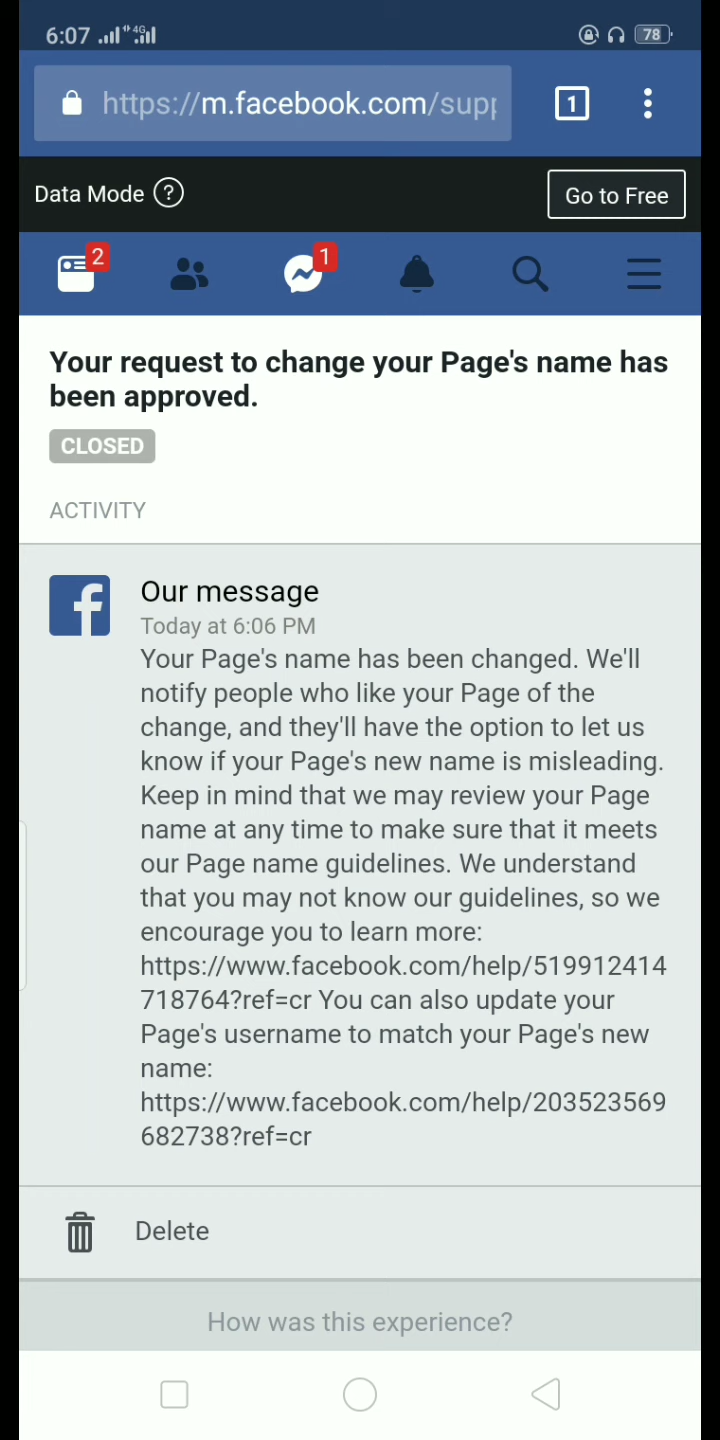 6:07 4G 78
https://m.facebook.com/supp 1
Data Mode ? Go to Free
2 1
Your request to change your Page's name has
been approved.
CLOSED
ACTIVITY
f
Our message
Today at 6:06 PM
Your Page's name has been changed. We'll
notify people who like your Page of the
change, and they'll have the option to let us
know if your Page's new name is misleading.
Keep in mind that we may review your Page
name at any time to make sure that it meets
our Page name guidelines. We understand
that you may not know our guidelines, so we
encourage you to learn more:
https://www.facebook.com/help/519912414
718764?ref=cr You can also update your
Page's username to match your Page's new
name:
https://www.facebook.com/help/203523569
682738?ref=cr
Delete
How was this experience?